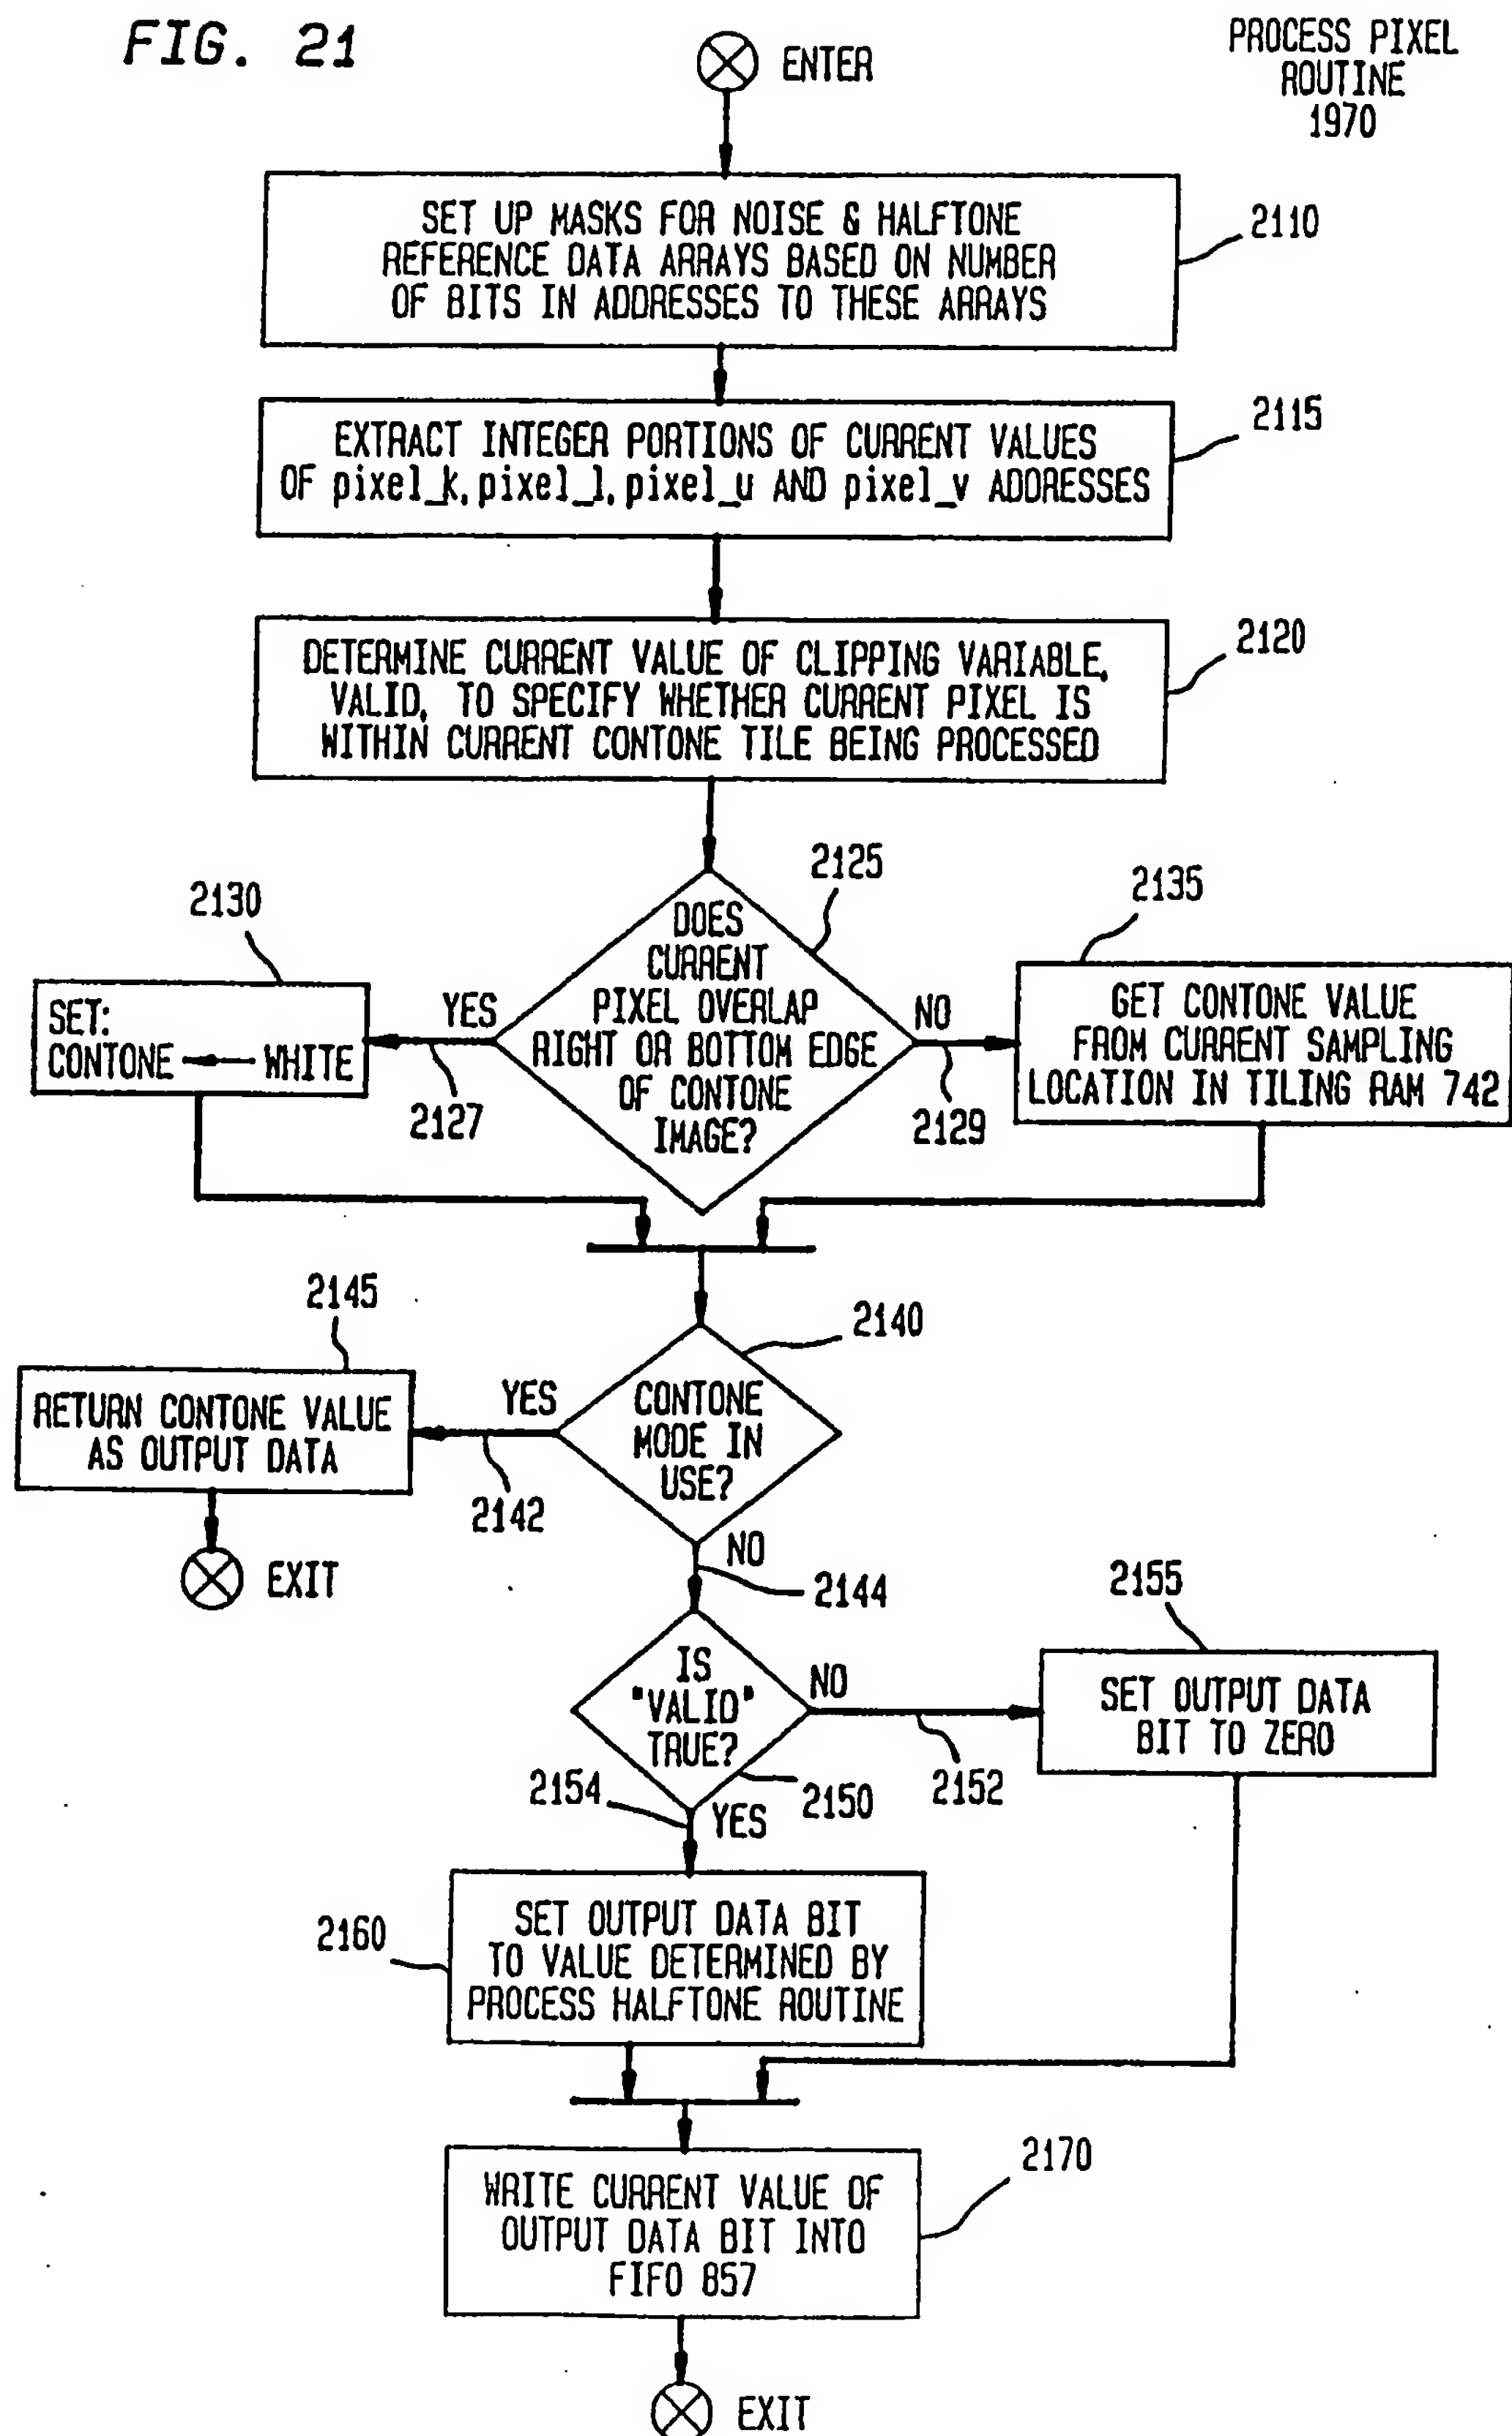 FIG. 21
ENTER
PROCESS PIXEL
ROUTINE
1970
SET UP MASKS FOR NOISE & HALFTONE
REFERENCE DATA ARRAYS BASED ON NUMBER
OF BITS IN ADDRESSES TO THESE ARRAYS
2110
EXTRACT INTEGER PORTIONS OF CURRENT VALUES
OF pixel_k, pixel_l, pixel_u AND pixel_v ADDRESSES
2115
DETERMINE CURRENT VALUE OF CLIPPING VARIABLE,
VALID, TO SPECIFY WHETHER CURRENT PIXEL IS
WITHIN CURRENT CONTONE TILE BEING PROCESSED
2120
DOES
CURRENT
PIXEL OVERLAP
RIGHT OR BOTTOM EDGE
OF CONTONE
IMAGE?
2125
2130
YES
2127
SET:
CONTONE ← WHITE
NO
2129
2135
GET CONTONE VALUE
FROM CURRENT SAMPLING
LOCATION IN TILING RAM 742
2140
CONTONE
MODE IN
USE?
YES
2142
2145
RETURN CONTONE VALUE
AS OUTPUT DATA
EXIT
NO
2144
IS
"VALID"
TRUE?
2150
NO
2152
2155
SET OUTPUT DATA
BIT TO ZERO
2154
YES
2160
SET OUTPUT DATA BIT
TO VALUE DETERMINED BY
PROCESS HALFTONE ROUTINE
2170
WRITE CURRENT VALUE OF
OUTPUT DATA BIT INTO
FIFO 857
EXIT